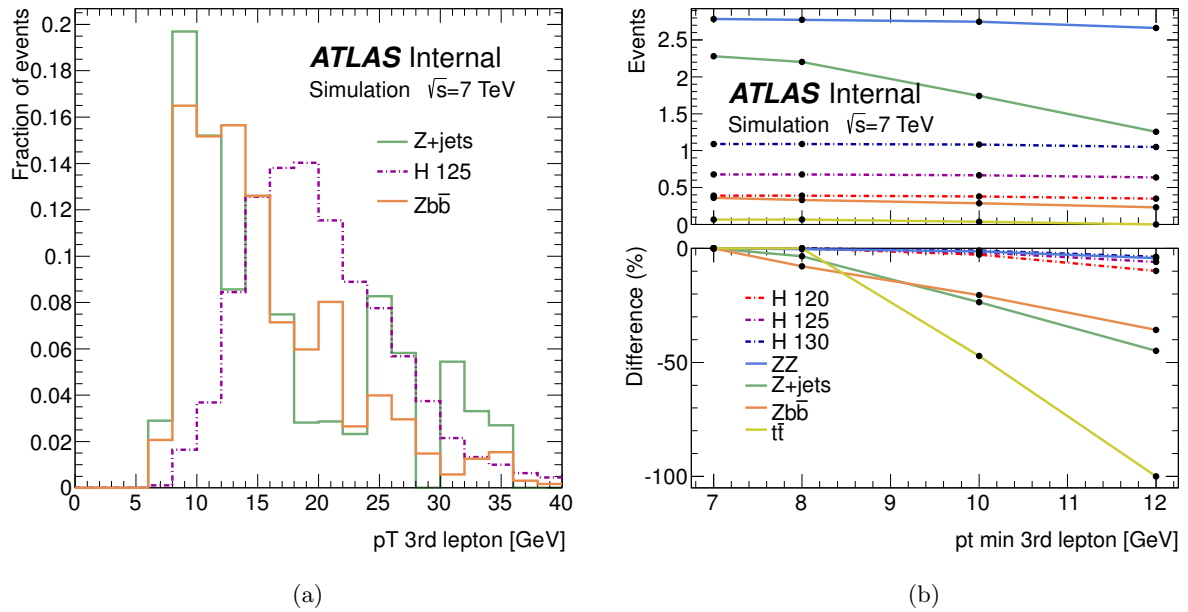 0.2
0.18
0.16
0.14
0.12
0.1
0.08
0.06
0.04
0.02
0
Fraction of events
ATLAS Internal
Simulation √s=7 TeV
Z+jets
H 125
Zbb̄
0 5 10 15 20 25 30 35 40
pT 3rd lepton [GeV]
(a)
Events
2.5
2
1.5
1
0.5
0
ATLAS Internal
Simulation √s=7 TeV
Difference (%)
0
-50
-100
H 120
H 125
H 130
ZZ
Z+jets
Zbb̄
tt̄
7 8 9 10 11 12
pt min 3rd lepton [GeV]
(b)